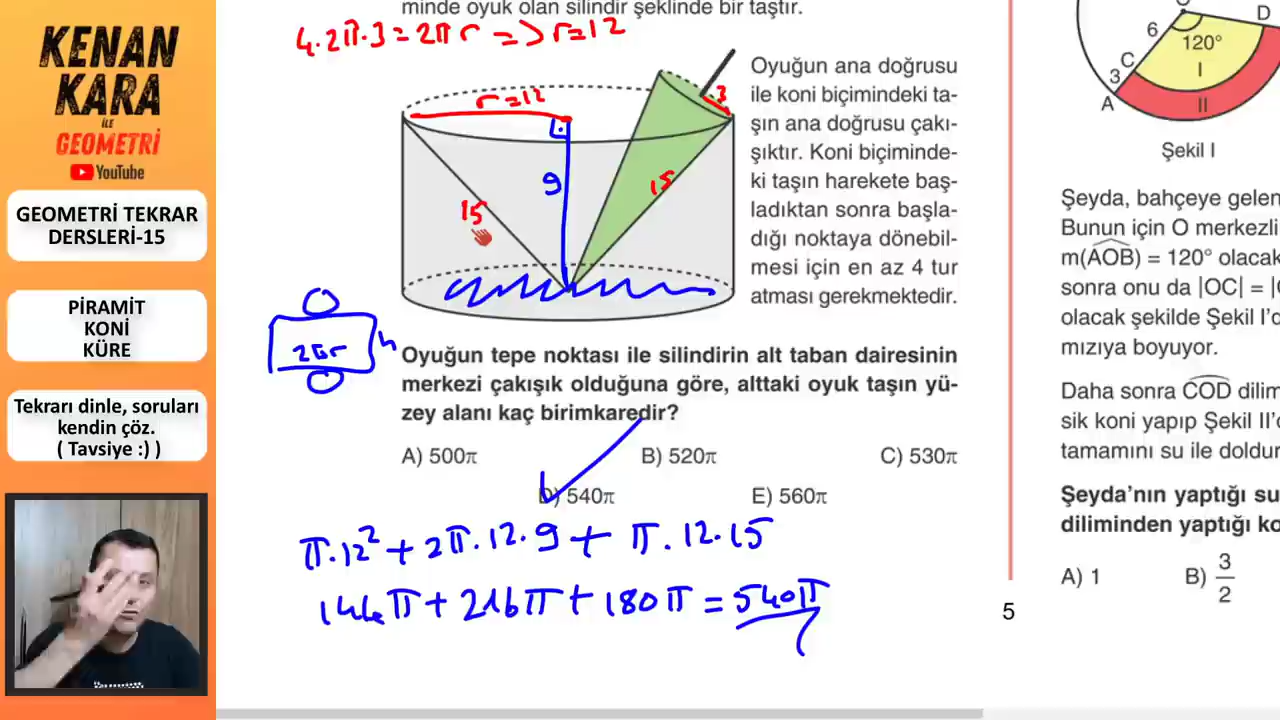 KENAN
KARA
İLE
GEOMETRİ
YouTube
GEOMETRİ TEKRAR
DERSLERİ-15
PİRAMİT
KONİ
KÜRE
Tekrarı dinle, soruları
kendin çöz.
( Tavsiye :) )
minde oyuk olan silindir şeklinde bir taştır.
4.2π.3=2πr => r=12
r=12
3
9
15
15
Oyuğun ana doğrusu
ile koni biçimindeki ta-
şın ana doğrusu çakı-
şıktır. Koni biçiminde-
ki taşın harekete baş-
ladıktan sonra başla-
dığı noktaya dönebil-
mesi için en az 4 tur
atması gerekmektedir.
2πr
h
Oyuğun tepe noktası ile silindirin alt taban dairesinin
merkezi çakışık olduğuna göre, alttaki oyuk taşın yü-
zey alanı kaç birimkaredir?
A) 500π B) 520π C) 530π
D) 540π E) 560π
π.12²+2π.12.9+π.12.15
144π+216π+180π=540π
5
D
6
120°
C
I
3
A
II
Şekil I
Şeyda, bahçeye gelen
Bunun için O merkezli
m(AOB) = 120° olacak
sonra onu da |OC| =
olacak şekilde Şekil I'd
mızıya boyuyor.
Daha sonra COD dilim
sik koni yapıp Şekil II'd
tamamını su ile doldur
Şeyda'nın yaptığı su
diliminden yaptığı ko
A) 1 B) 3/2